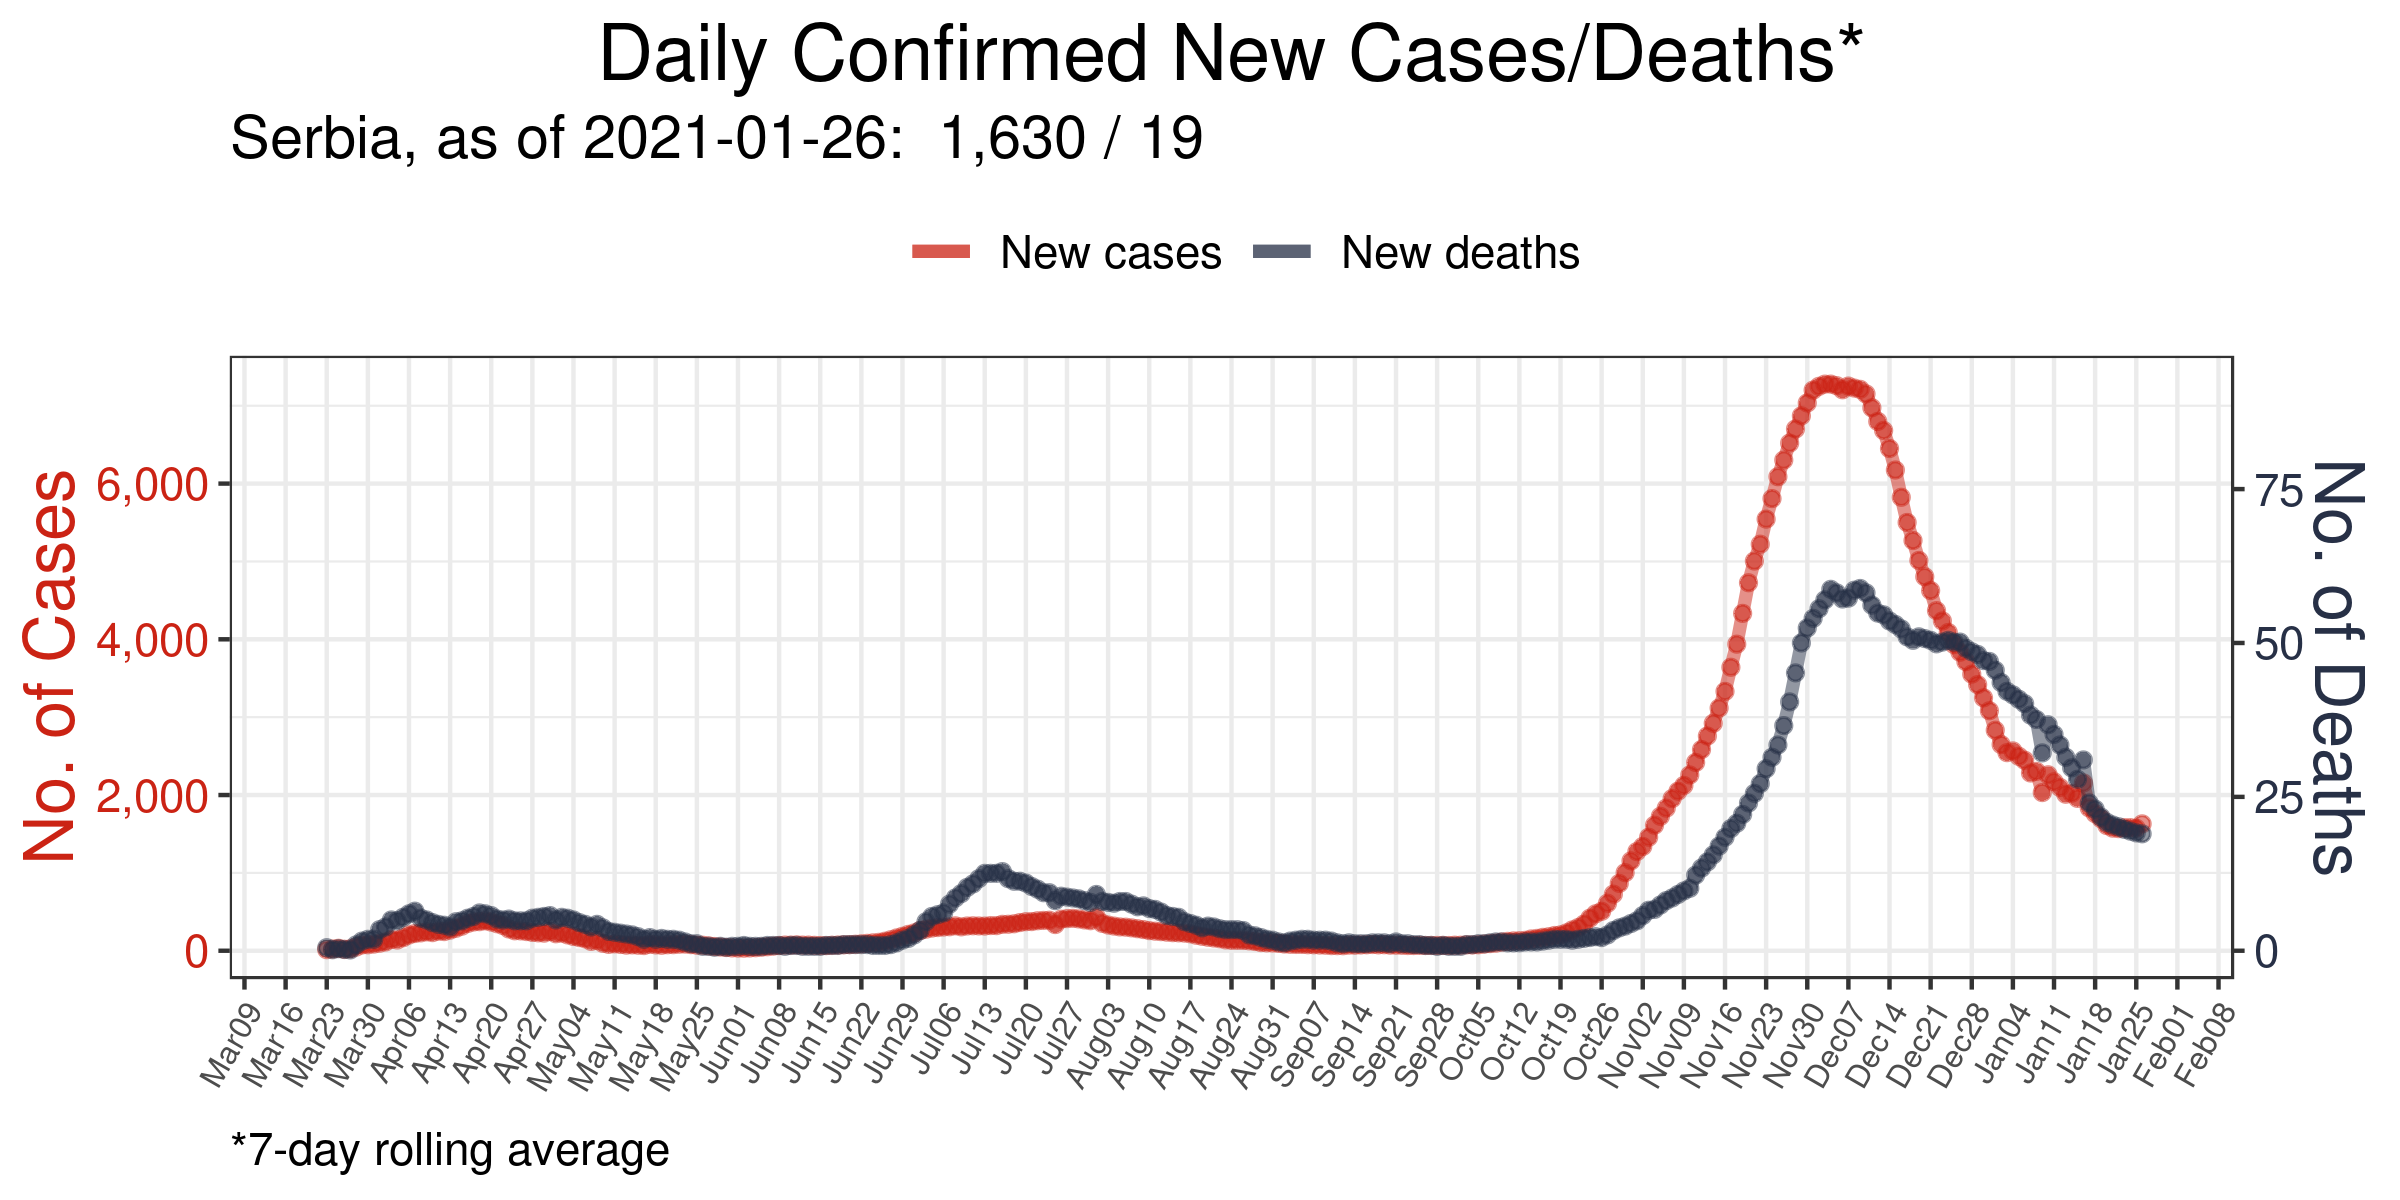 Daily Confirmed New Cases/Deaths*
Serbia, as of 2021-01-26:  1,630 / 19
New cases
New deaths
No. of Cases
6,000
4,000
2,000
0
75
50
25
0
No. of Deaths
Mar09
Mar16
Mar23
Mar30
Apr06
Apr13
Apr20
Apr27
May04
May11
May18
May25
Jun01
Jun08
Jun15
Jun22
Jun29
Jul06
Jul13
Jul20
Jul27
Aug03
Aug10
Aug17
Aug24
Aug31
Sep07
Sep14
Sep21
Sep28
Oct05
Oct12
Oct19
Oct26
Nov02
Nov09
Nov16
Nov23
Nov30
Dec07
Dec14
Dec21
Dec28
Jan04
Jan11
Jan18
Jan25
Feb01
Feb08
*7-day rolling average